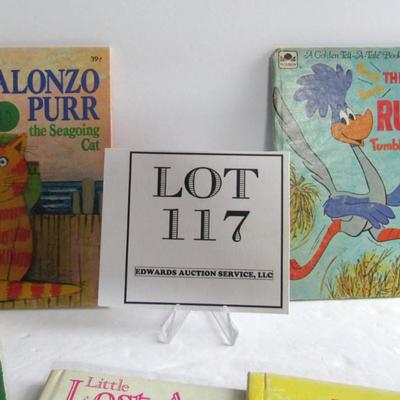 39¢
ALONZO
PURR
the Seagoing
Cat
LOT
117
EDWARDS AUCTION SERVICE, LLC
A Golden Tell-A-Tale Book
THE
RU
Tumbl
Little
Lost